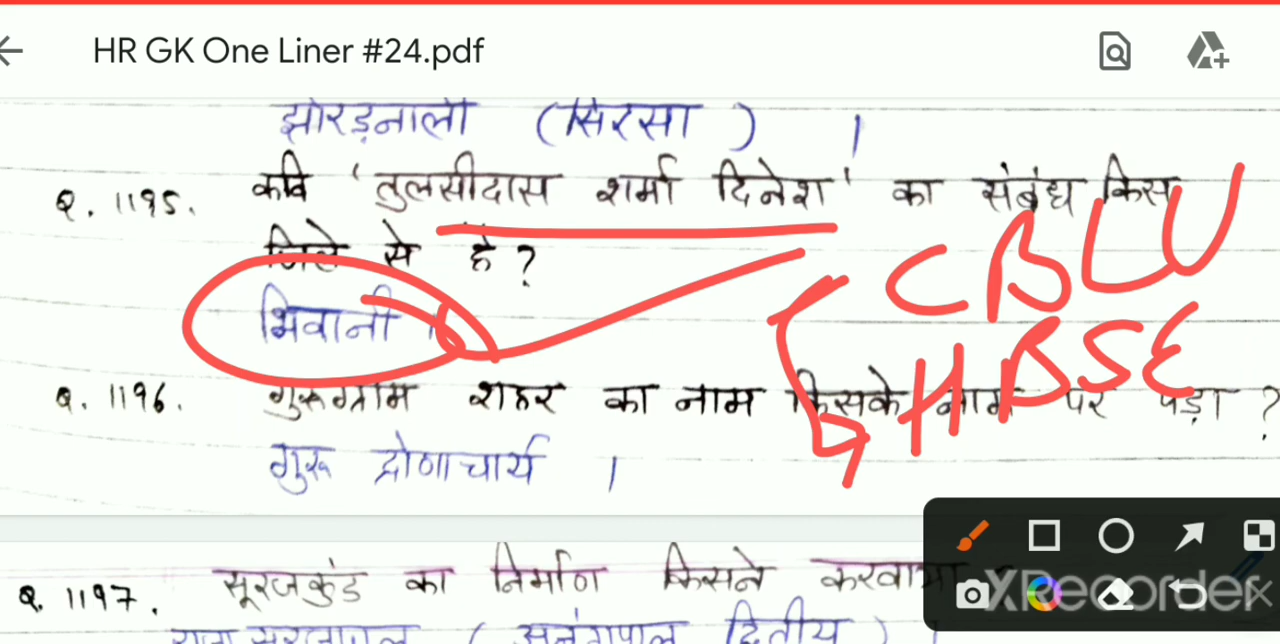 HR GK One Liner #24.pdf
झोरड़नाली (सिरसा) ।
Q. 1195. कवि 'तुलसीदास शर्मा दिनेश' का संबंध किस
जिले से है ?
CBLU
भिवानी ।
HBSE
Q. 1196. गुरूग्राम शहर का नाम किसके नाम पर पड़ा ?
गुरू द्रोणाचार्य ।
Q. 1197. सूरजकुंड का निर्माण किसने करवाया
(अनंगपाल द्वितीय) ।
XRecorder